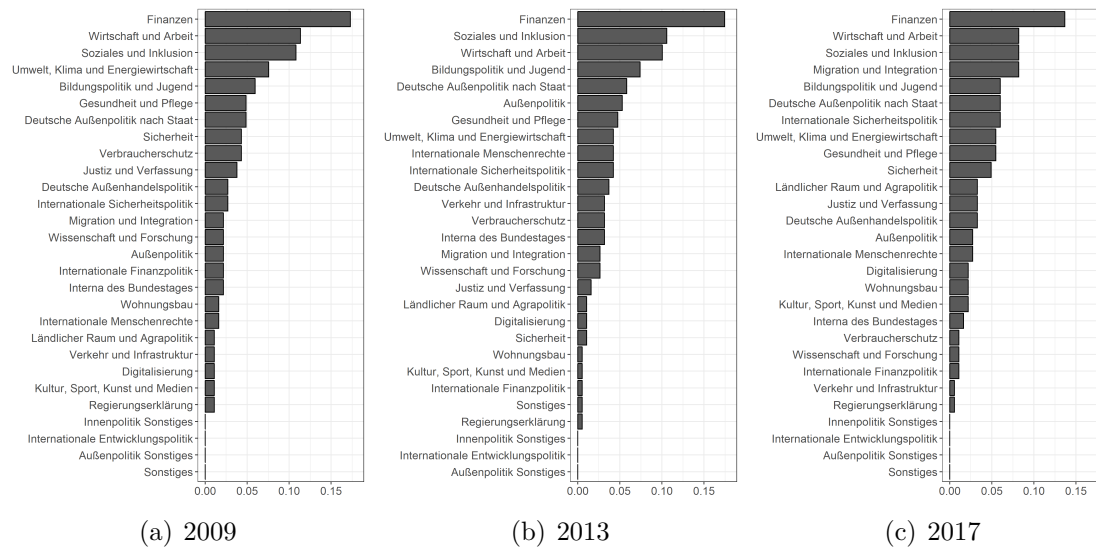 Finanzen
Wirtschaft und Arbeit
Soziales und Inklusion
Umwelt, Klima und Energiewirtschaft
Bildungspolitik und Jugend
Gesundheit und Pflege
Deutsche Außenpolitik nach Staat
Sicherheit
Verbraucherschutz
Justiz und Verfassung
Deutsche Außenhandelspolitik
Internationale Sicherheitspolitik
Migration und Integration
Wissenschaft und Forschung
Außenpolitik
Internationale Finanzpolitik
Interna des Bundestages
Wohnungsbau
Internationale Menschenrechte
Ländlicher Raum und Agrapolitik
Verkehr und Infrastruktur
Digitalisierung
Kultur, Sport, Kunst und Medien
Regierungserklärung
Innenpolitik Sonstiges
Internationale Entwicklungspolitik
Außenpolitik Sonstiges
Sonstiges
0.00 0.05 0.10 0.15
(a) 2009
Finanzen
Soziales und Inklusion
Wirtschaft und Arbeit
Bildungspolitik und Jugend
Deutsche Außenpolitik nach Staat
Außenpolitik
Gesundheit und Pflege
Umwelt, Klima und Energiewirtschaft
Internationale Menschenrechte
Internationale Sicherheitspolitik
Deutsche Außenhandelspolitik
Verkehr und Infrastruktur
Verbraucherschutz
Interna des Bundestages
Migration und Integration
Wissenschaft und Forschung
Justiz und Verfassung
Ländlicher Raum und Agrapolitik
Digitalisierung
Sicherheit
Wohnungsbau
Kultur, Sport, Kunst und Medien
Internationale Finanzpolitik
Sonstiges
Regierungserklärung
Innenpolitik Sonstiges
Internationale Entwicklungspolitik
Außenpolitik Sonstiges
0.00 0.05 0.10 0.15
(b) 2013
Finanzen
Wirtschaft und Arbeit
Soziales und Inklusion
Migration und Integration
Bildungspolitik und Jugend
Deutsche Außenpolitik nach Staat
Internationale Sicherheitspolitik
Umwelt, Klima und Energiewirtschaft
Gesundheit und Pflege
Sicherheit
Ländlicher Raum und Agrapolitik
Justiz und Verfassung
Deutsche Außenhandelspolitik
Außenpolitik
Internationale Menschenrechte
Digitalisierung
Wohnungsbau
Kultur, Sport, Kunst und Medien
Interna des Bundestages
Verbraucherschutz
Wissenschaft und Forschung
Internationale Finanzpolitik
Verkehr und Infrastruktur
Regierungserklärung
Innenpolitik Sonstiges
Internationale Entwicklungspolitik
Außenpolitik Sonstiges
Sonstiges
0.00 0.05 0.10 0.15
(c) 2017